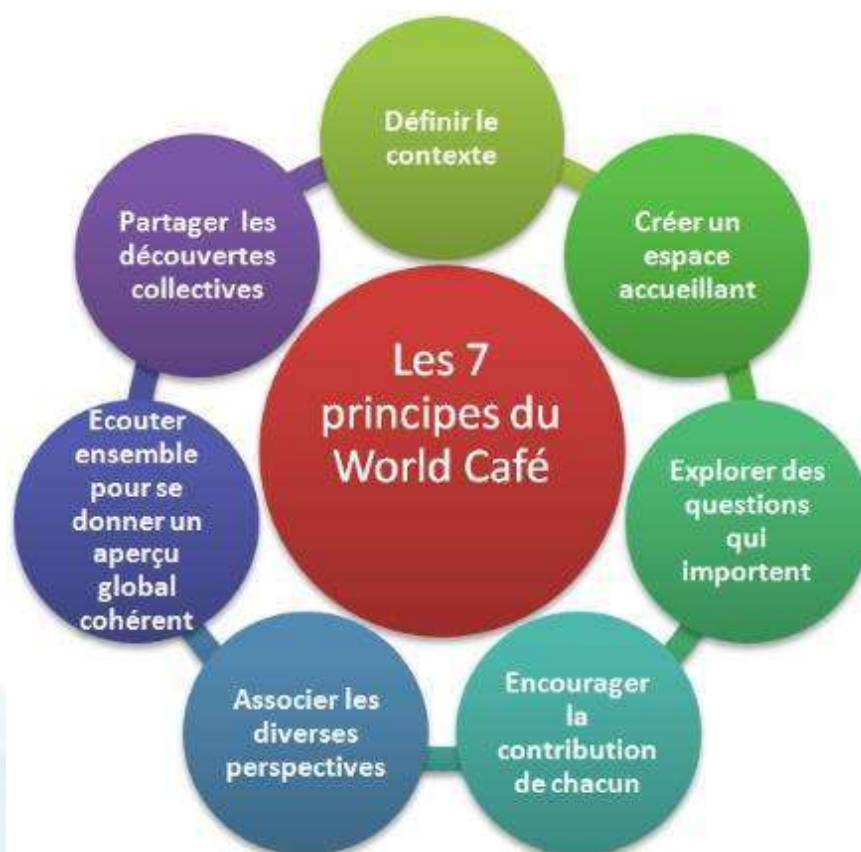 Les 7
principes du
World Café
Définir le
contexte
Créer un
espace
accueillant
Explorer des
questions
qui
importent
Encourager
la
contribution
de chacun
Associer les
diverses
perspectives
Ecouter
ensemble
pour se
donner un
aperçu
global
cohérent
Partager les
découvertes
collectives